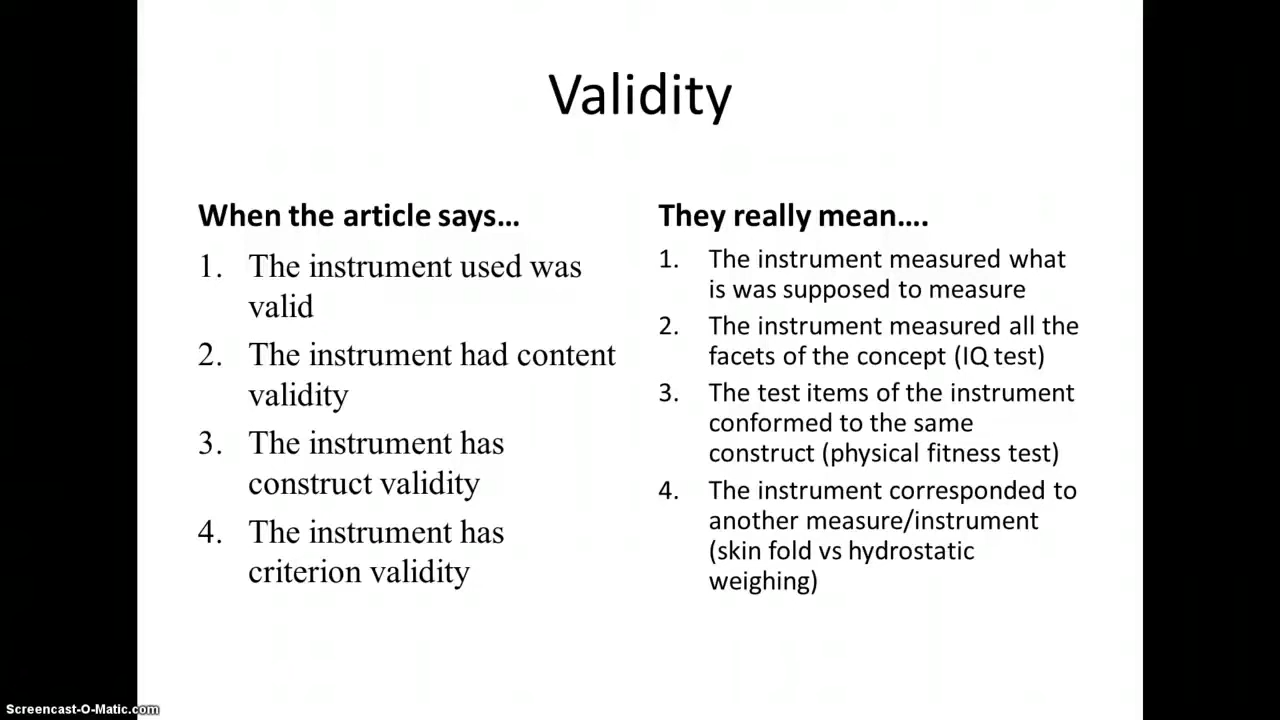 Validity
When the article says...
1. The instrument used was
valid
2. The instrument had content
validity
3. The instrument has
construct validity
4. The instrument has
criterion validity
They really mean....
1. The instrument measured what
is was supposed to measure
2. The instrument measured all the
facets of the concept (IQ test)
3. The test items of the instrument
conformed to the same
construct (physical fitness test)
4. The instrument corresponded to
another measure/instrument
(skin fold vs hydrostatic
weighing)
Screencast-O-Matic.com